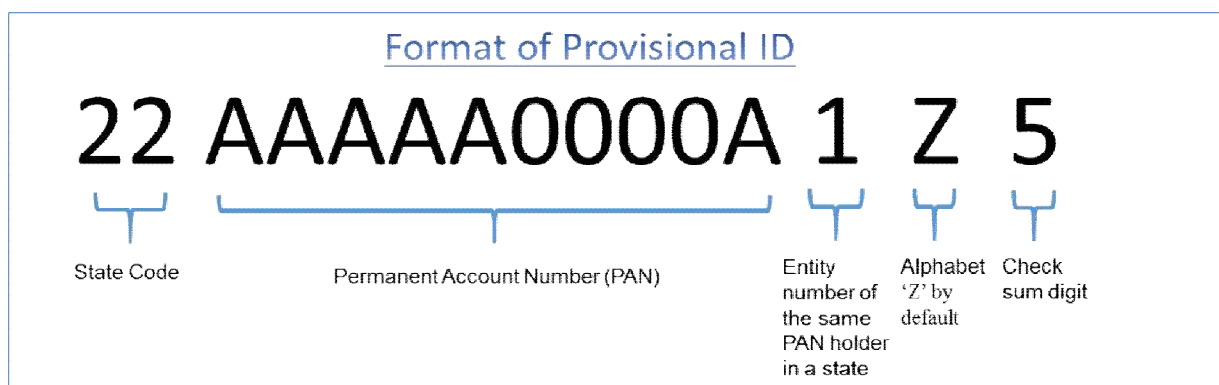 Format of Provisional ID
22 AAAAA0000A 1 Z 5
State Code
Permanent Account Number (PAN)
Entity
number of
the same
PAN holder
in a state
Alphabet
‘Z’ by
default
Check
sum digit